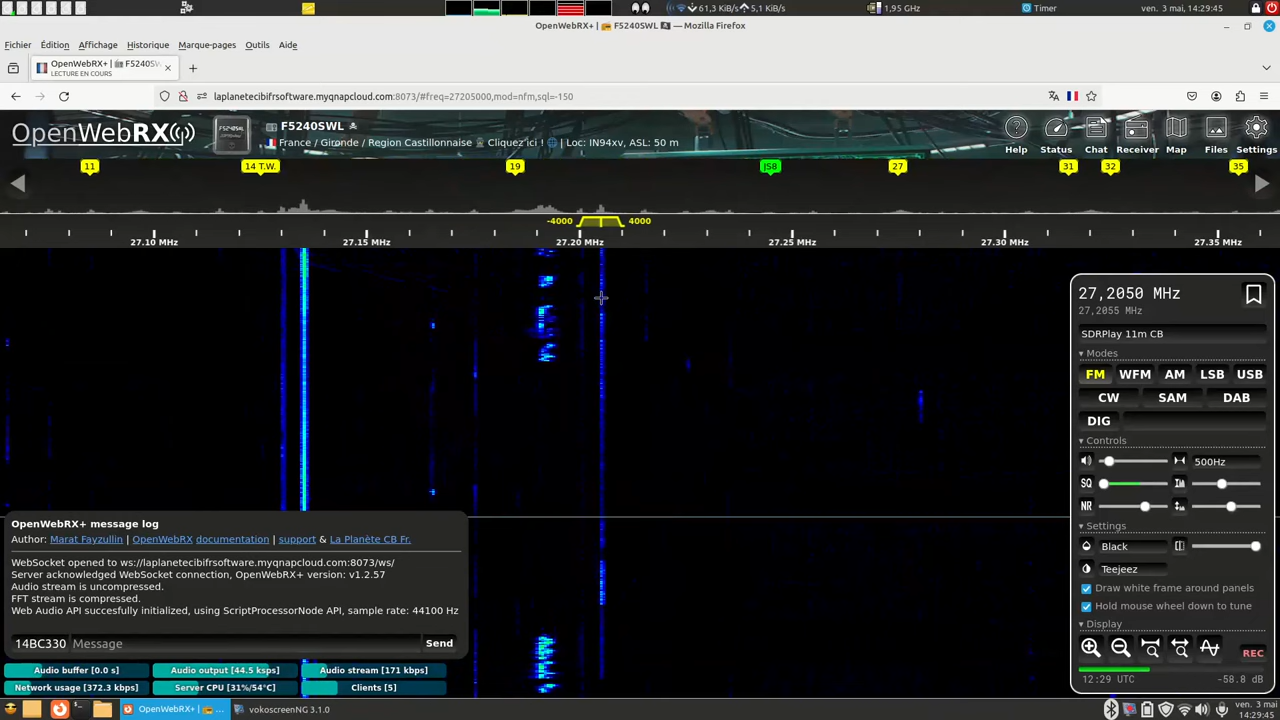 61,3 KiB/s 5,1 KiB/s
1,95 GHz
Timer
ven. 3 mai, 14:29:45
OpenWebRX+ | 📻 F5240SWL 🏴‍☠️ — Mozilla Firefox
Fichier Édition Affichage Historique Marque-pages Outils Aide
OpenWebRX+ | 📻 F5240SW
LECTURE EN COURS
laplanetecibifrsoftware.myqnapcloud.com:8073/#freq=27205000,mod=nfm,sql=-150
OpenWebRX
F5240SWL
France / Gironde / Region Castillonnaise Cliquez ici ! | Loc: IN94xv, ASL: 50 m
Help Status Chat Receiver Map Files Settings
11 14 T.W. 19 JS8 27 31 32 35
-4000 4000
27.10 MHz 27.15 MHz 27.20 MHz 27.25 MHz 27.30 MHz 27.35 MHz
27,2050 MHz
27,2055 MHz
SDRPlay 11m CB
Modes
FM WFM AM LSB USB
CW SAM DAB
DIG
Controls
500Hz
SQ
NR
Settings
Black
Teejeez
Draw white frame around panels
Hold mouse wheel down to tune
Display
REC
12:29 UTC -58.8 dB
OpenWebRX+ message log
Author: Marat Fayzullin | OpenWebRX documentation | support & La Planète CB Fr.
WebSocket opened to ws://laplanetecibifrsoftware.myqnapcloud.com:8073/ws/
Server acknowledged WebSocket connection, OpenWebRX+ version: v1.2.57
Audio stream is uncompressed.
FFT stream is compressed.
Web Audio API succesfully initialized, using ScriptProcessorNode API, sample rate: 44100 Hz
14BC330 Message Send
Audio buffer [0.0 s] Audio output [44.5 ksps] Audio stream [171 kbps]
Network usage [372.3 kbps] Server CPU [31%/54°C] Clients [5]
OpenWebRX+ | 📻 ... vokoscreenNG 3.1.0
ven. 3 mai
14:29:45